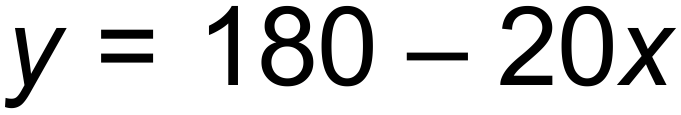 y = 180 – 20x